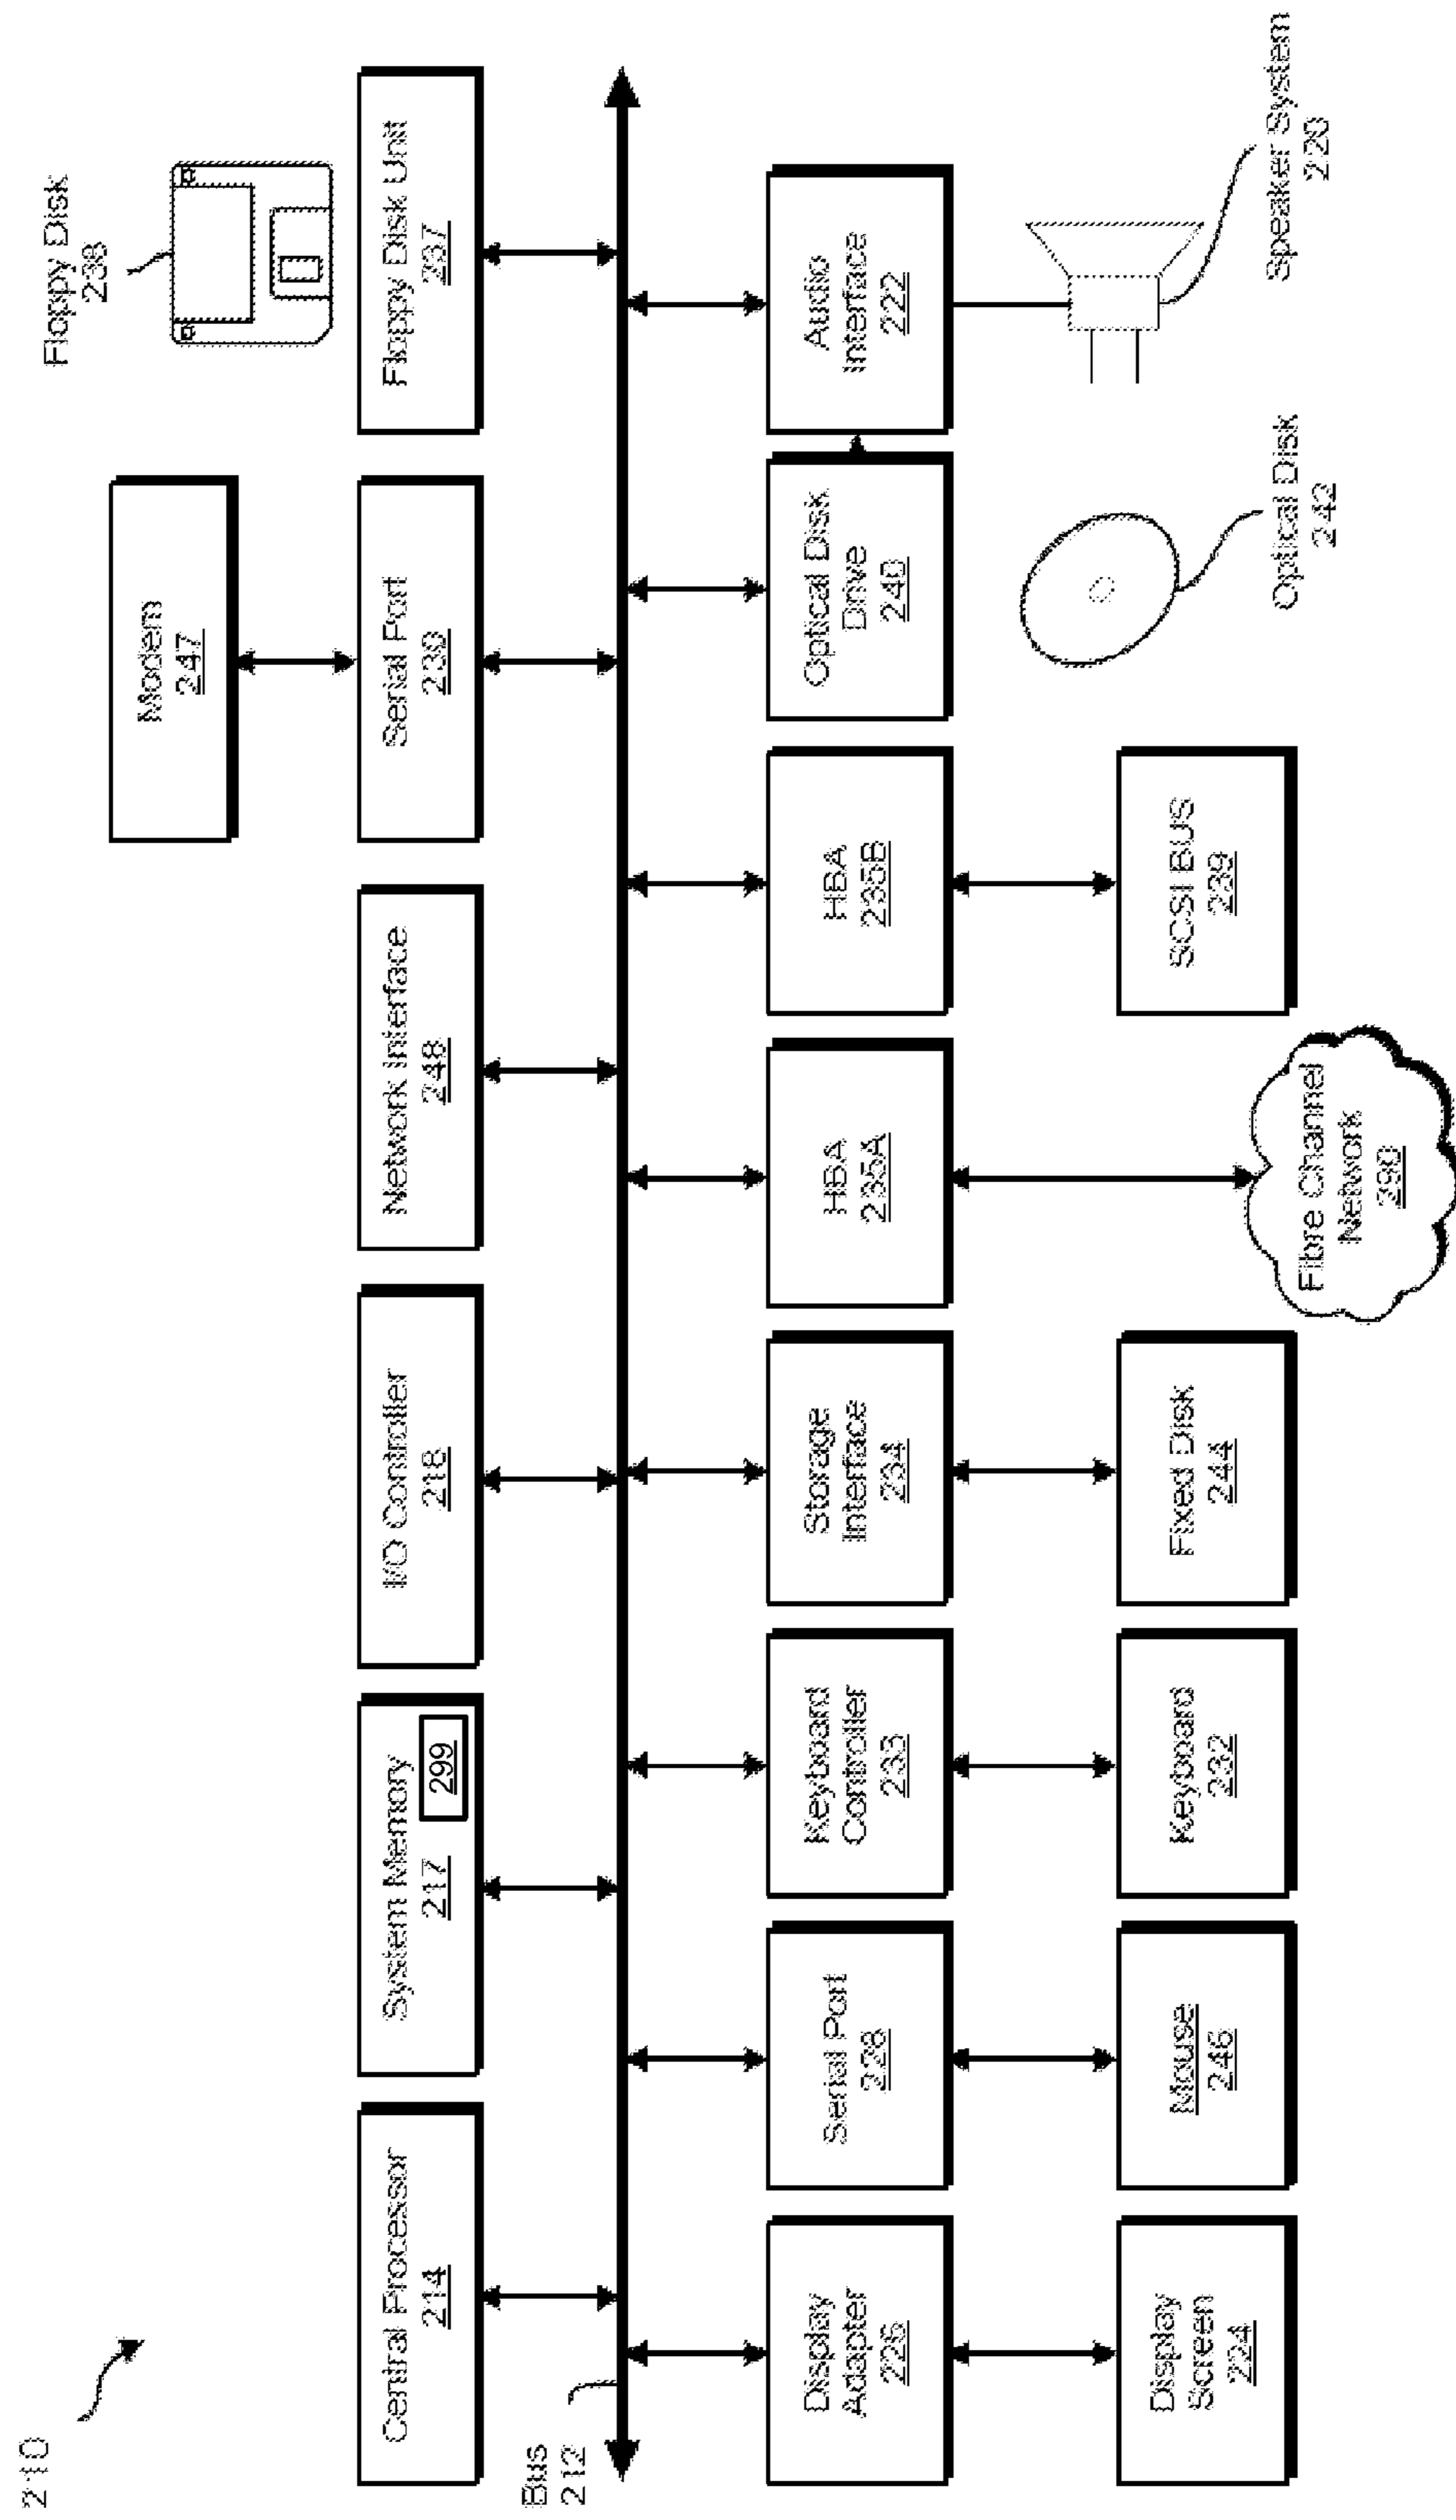 210
Floppy Disk
238
Modem
247
Central Processor
214
System Memory
217
299
I/O Controller
218
Network Interface
248
Serial Port
230
Floppy Disk Unit
237
Bus
212
Display
Adapter
226
Serial Port
228
Keyboard
Controller
233
Storage
Interface
234
HBA
235A
HBA
235B
Optical Disk
Drive
240
Audio
Interface
222
Display
Screen
224
Mouse
246
Keyboard
232
Fixed Disk
244
Fibre Channel
Network
390
SCSI BUS
239
Optical Disk
242
Speaker System
220